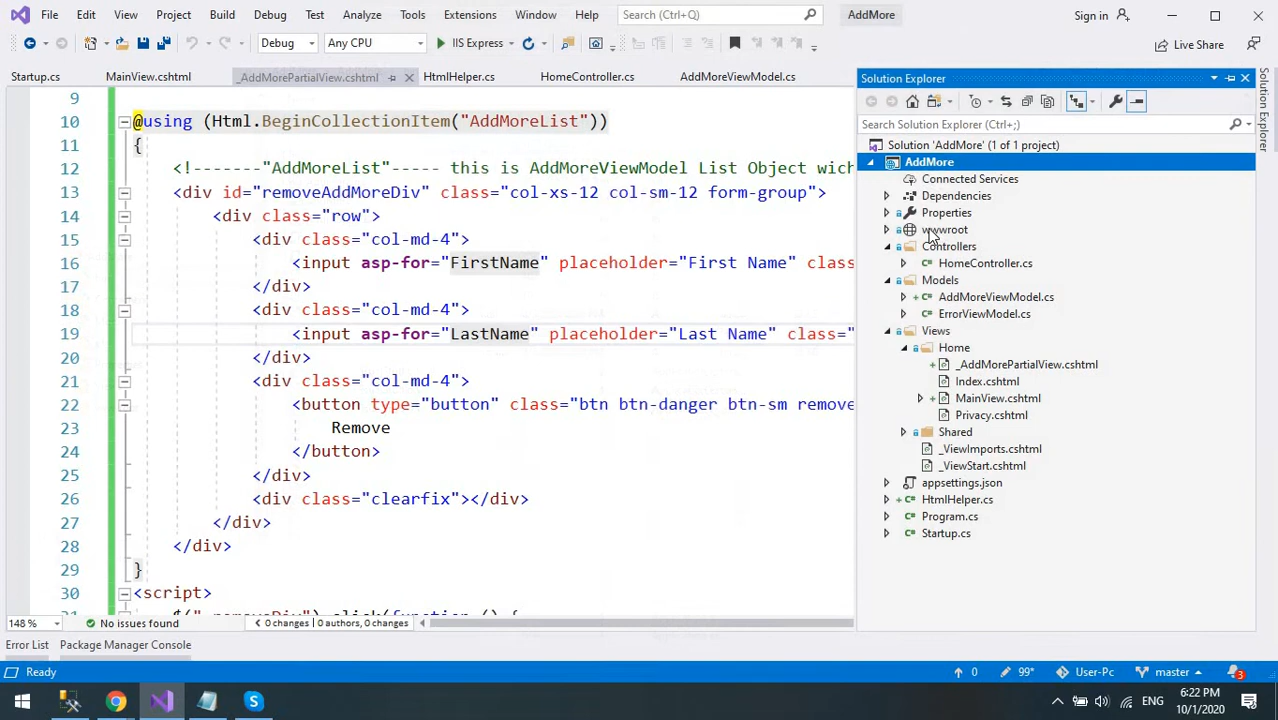 File Edit View Project Build Debug Test Analyze Tools Extensions Window Help Search (Ctrl+Q) AddMore Sign in
Debug Any CPU IIS Express Live Share
Startup.cs MainView.cshtml _AddMorePartialView.cshtml HtmlHelper.cs HomeController.cs AddMoreViewModel.cs
9
10 @using (Html.BeginCollectionItem("AddMoreList"))
11 {
12 <!-------"AddMoreList"----- this is AddMoreViewModel List Object wich
13 <div id="removeAddMoreDiv" class="col-xs-12 col-sm-12 form-group">
14 <div class="row">
15 <div class="col-md-4">
16 <input asp-for="FirstName" placeholder="First Name" class
17 </div>
18 <div class="col-md-4">
19 <input asp-for="LastName" placeholder="Last Name" class="
20 </div>
21 <div class="col-md-4">
22 <button type="button" class="btn btn-danger btn-sm remove
23 Remove
24 </button>
25 </div>
26 <div class="clearfix"></div>
27 </div>
28 </div>
29 }
30 <script>
148 % No issues found 0 changes | 0 authors, 0 changes
Solution Explorer
Search Solution Explorer (Ctrl+;)
Solution 'AddMore' (1 of 1 project)
AddMore
Connected Services
Dependencies
Properties
wwwroot
Controllers
HomeController.cs
Models
AddMoreViewModel.cs
ErrorViewModel.cs
Views
Home
_AddMorePartialView.cshtml
Index.cshtml
MainView.cshtml
Privacy.cshtml
Shared
_ViewImports.cshtml
_ViewStart.cshtml
appsettings.json
HtmlHelper.cs
Program.cs
Startup.cs
Solution Explorer
Error List Package Manager Console
Ready 0 99* User-Pc master 3
ENG 6:22 PM
10/1/2020